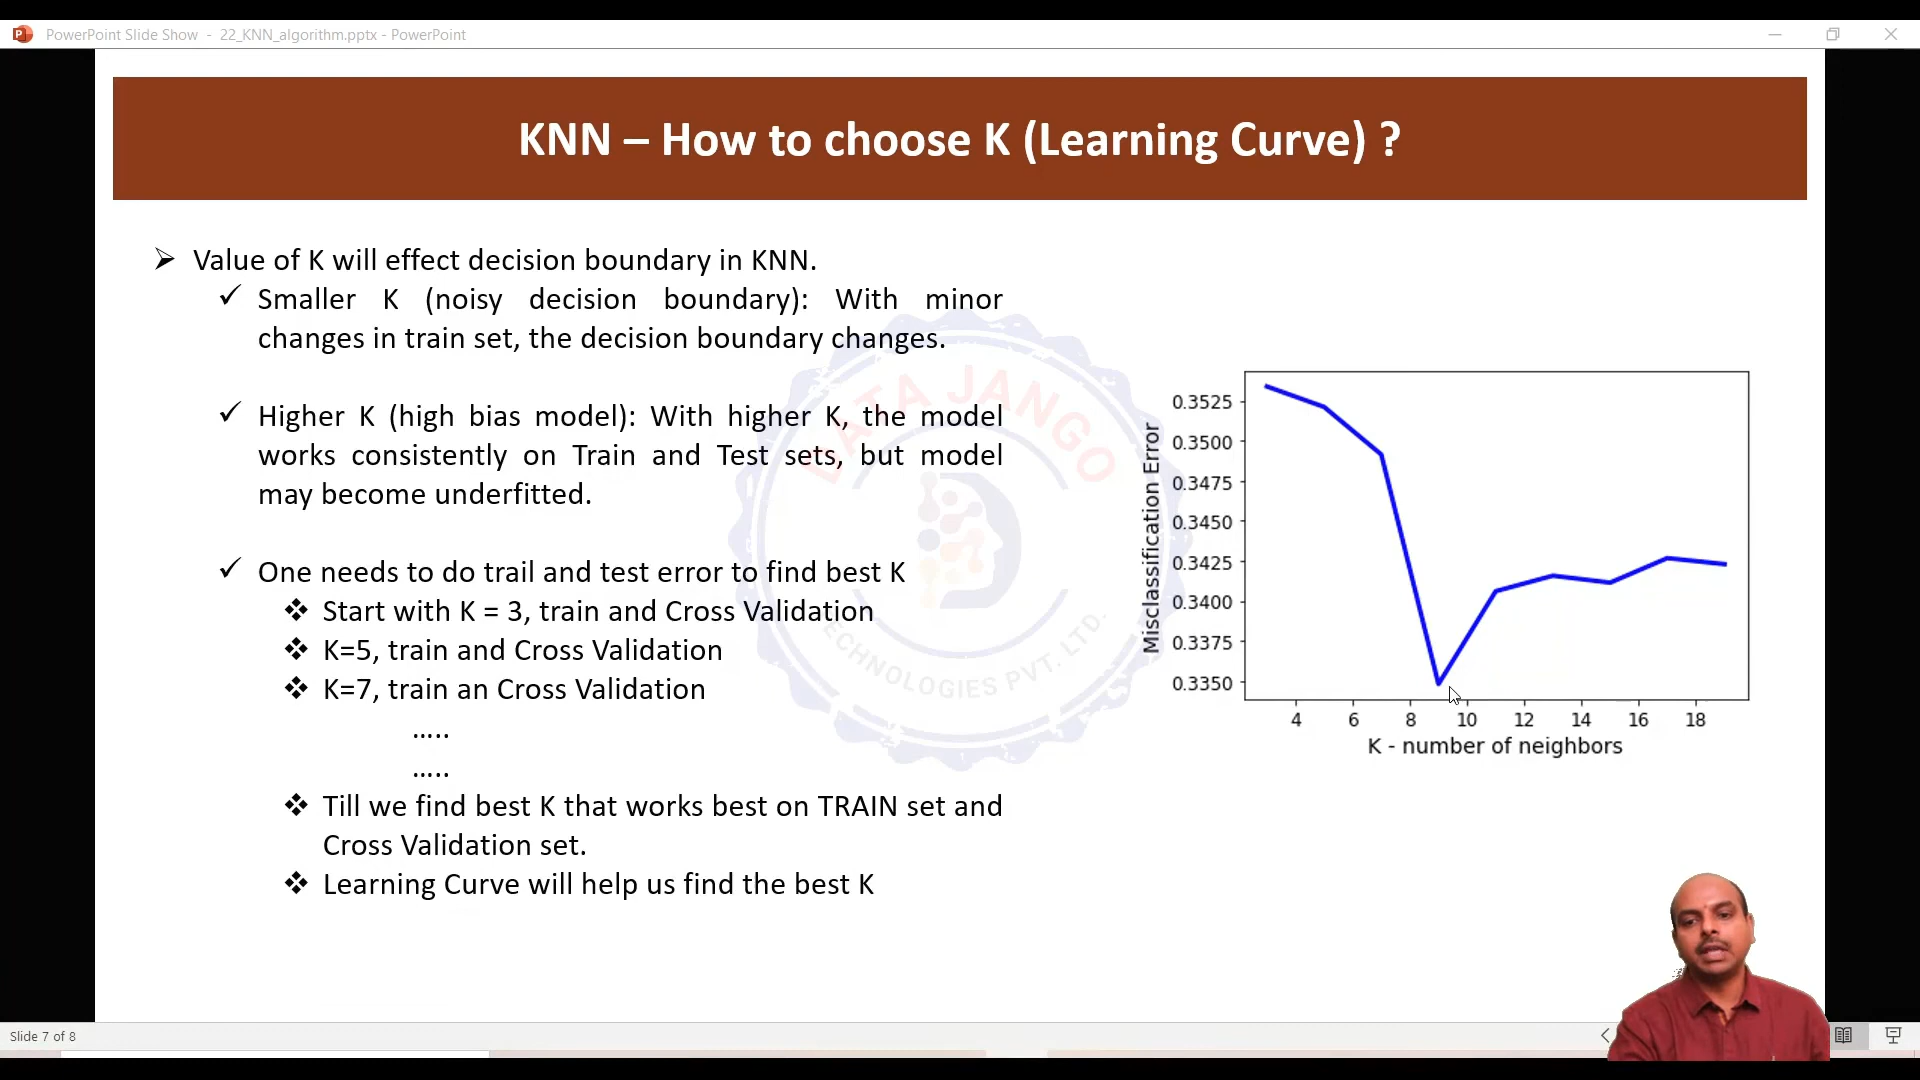 PowerPoint Slide Show - 22_KNN_algorithm.pptx - PowerPoint
KNN – How to choose K (Learning Curve) ?
Value of K will effect decision boundary in KNN.
Smaller K (noisy decision boundary): With minor
changes in train set, the decision boundary changes.
Higher K (high bias model): With higher K, the model
works consistently on Train and Test sets, but model
may become underfitted.
One needs to do trail and test error to find best K
Start with K = 3, train and Cross Validation
K=5, train and Cross Validation
K=7, train an Cross Validation
.....
.....
Till we find best K that works best on TRAIN set and
Cross Validation set.
Learning Curve will help us find the best K
DATA JANGO
ECHNOLOGIES PVT. LTD.
Misclassification Error
0.3525
0.3500
0.3475
0.3450
0.3425
0.3400
0.3375
0.3350
4 6 8 10 12 14 16 18
K - number of neighbors
Slide 7 of 8